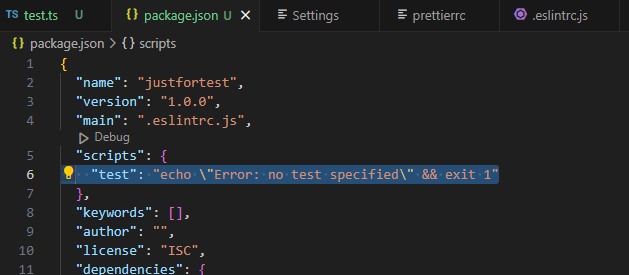 TS test.ts U {} package.json U × Settings prettierrc .eslintrc.js
{} package.json > {} scripts
1 {
2 "name": "justfortest",
3 "version": "1.0.0",
4 "main": ".eslintrc.js",
Debug
5 "scripts": {
6 "test": "echo \"Error: no test specified\" && exit 1"
7 },
8 "keywords": [],
9 "author": "",
10 "license": "ISC",
11 "dependencies": {